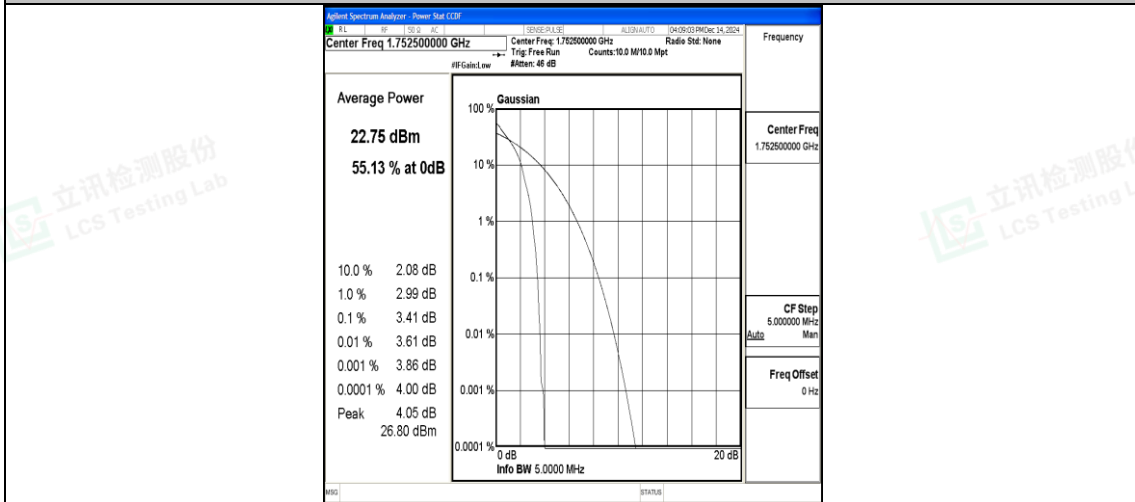 Agilent Spectrum Analyzer - Power Stat CCDF
RL RF 50 Ω AC SENSE:PULSE ALIGN AUTO 04:09:03 PM Dec 14, 2024
Center Freq 1.752500000 GHz
Center Freq: 1.752500000 GHz Radio Std: None
Trig: Free Run Counts:10.0 M/10.0 Mpt
#IFGain:Low #Atten: 46 dB
Frequency
Average Power
22.75 dBm
55.13 % at 0dB
10.0 % 2.08 dB
1.0 % 2.99 dB
0.1 % 3.41 dB
0.01 % 3.61 dB
0.001 % 3.86 dB
0.0001 % 4.00 dB
Peak 4.05 dB
26.80 dBm
Gaussian
100 %
10 %
1 %
0.1 %
0.01 %
0.001 %
0.0001 %
0 dB 20 dB
Info BW 5.0000 MHz
Center Freq
1.752500000 GHz
CF Step
5.000000 MHz
Auto Man
Freq Offset
0 Hz
MSG STATUS
立讯检测股份
LCS Testing Lab
立讯检测股份
LCS Testing L